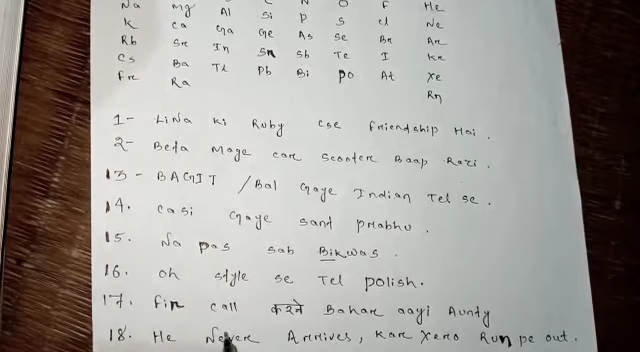 Na mg Al Si P S Cl Ne
K ca Ga Ge As Se Br Ar
Rb Sr In Sn Sb Te I Kr
Cs Ba Tl Pb Bi Po At Xe
Fr Ra Rn
1- LiNa ki Ruby cse friendship Hai.
2- Beta Mage car scooter Baap Razi.
13- BAGIT / Bal Gaye Indian Tel se.
14. casi Gaye sant prabhu.
15. Na pas sab Bikwas.
16. oh style se Tel polish.
17. fir call करने Bahar aayi Aunty
18. He Never Arrives, Kar Xero Run pe out.